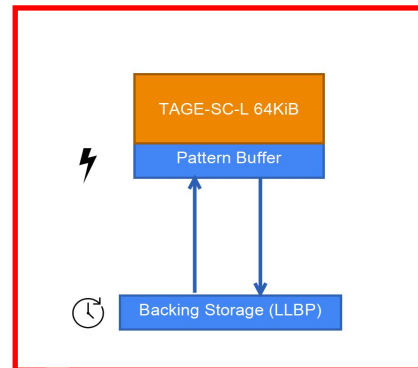 TAGE-SC-L 64KiB
Pattern Buffer
Backing Storage (LLBP)